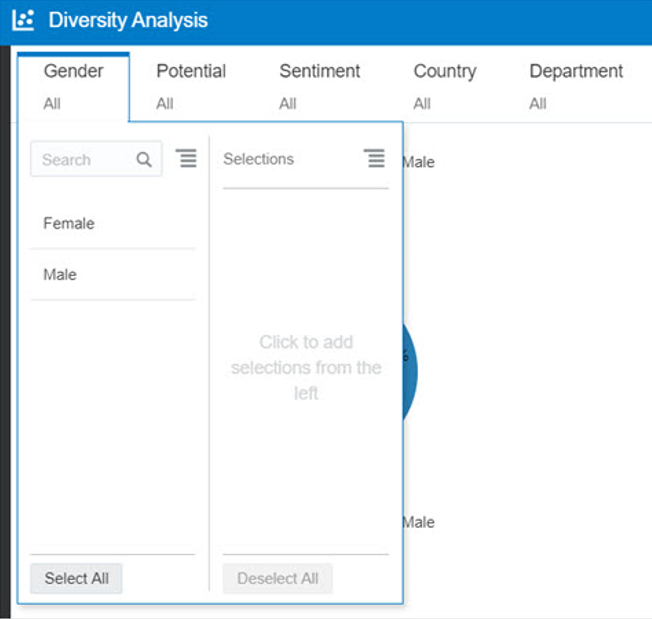 Diversity Analysis
Gender Potential Sentiment Country Department
All All All All All
Search Selections Male
Female
Male
Click to add
selections from the
left
%
Male
Select All Deselect All